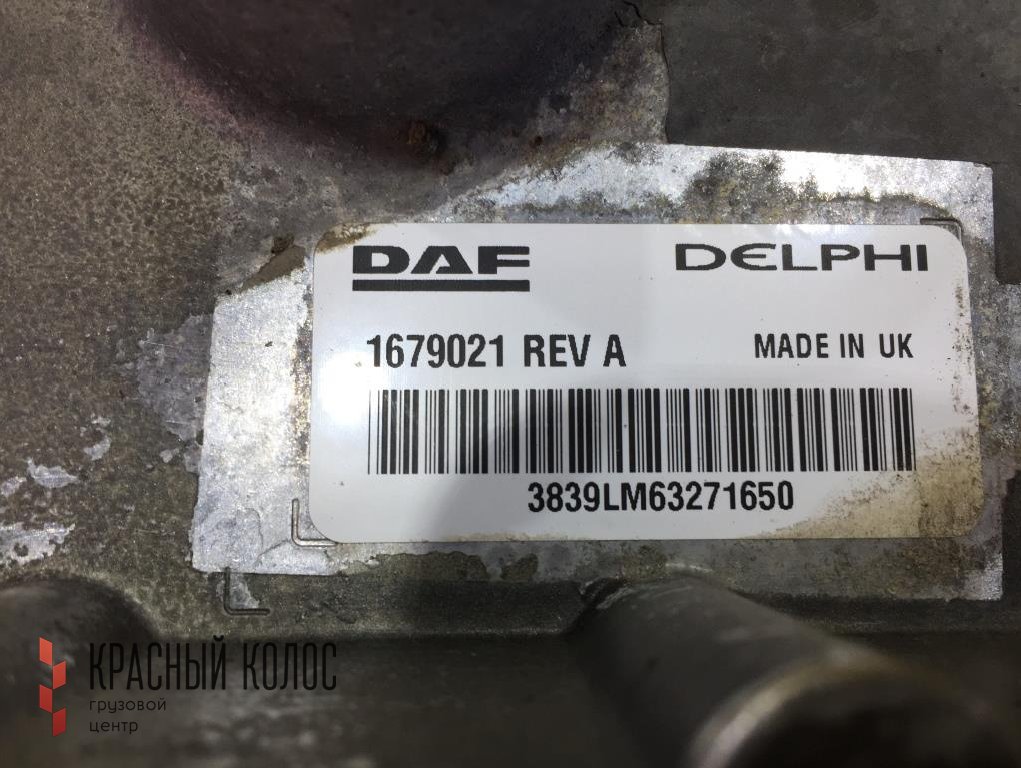 DAF DELPHI
1679021 REV A MADE IN UK
3839LM63271650
КРАСНЫЙ КОЛОС
грузовой
центр